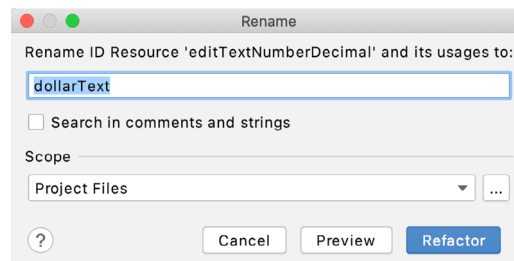 Rename
Rename ID Resource 'editTextNumberDecimal' and its usages to:
dollarText
Search in comments and strings
Scope
Project Files
...
?
Cancel
Preview
Refactor